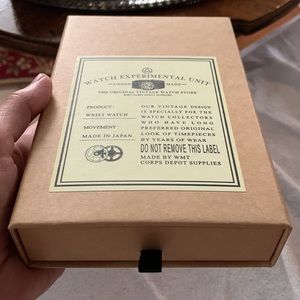 WATCH EXPERIMENTAL UNIT
MADE
THE ORIGINAL VINTAGE WATCH STORE
PRODUCT:
WRIST WATCH
MOVEMENT
MADE IN JAPAN
OUR VINTAGE DESIGN
IS SPECIALLY FOR THE
WATCH COLLECTORS
WHO HAVE LONG
PREFERRED ORIGINAL
LOOK OF TIMEPIECES
BY YEARS OF WEAR
DO NOT REMOVE THIS LABEL
MADE BY WMT
CORPS DEPOT SUPPLIES